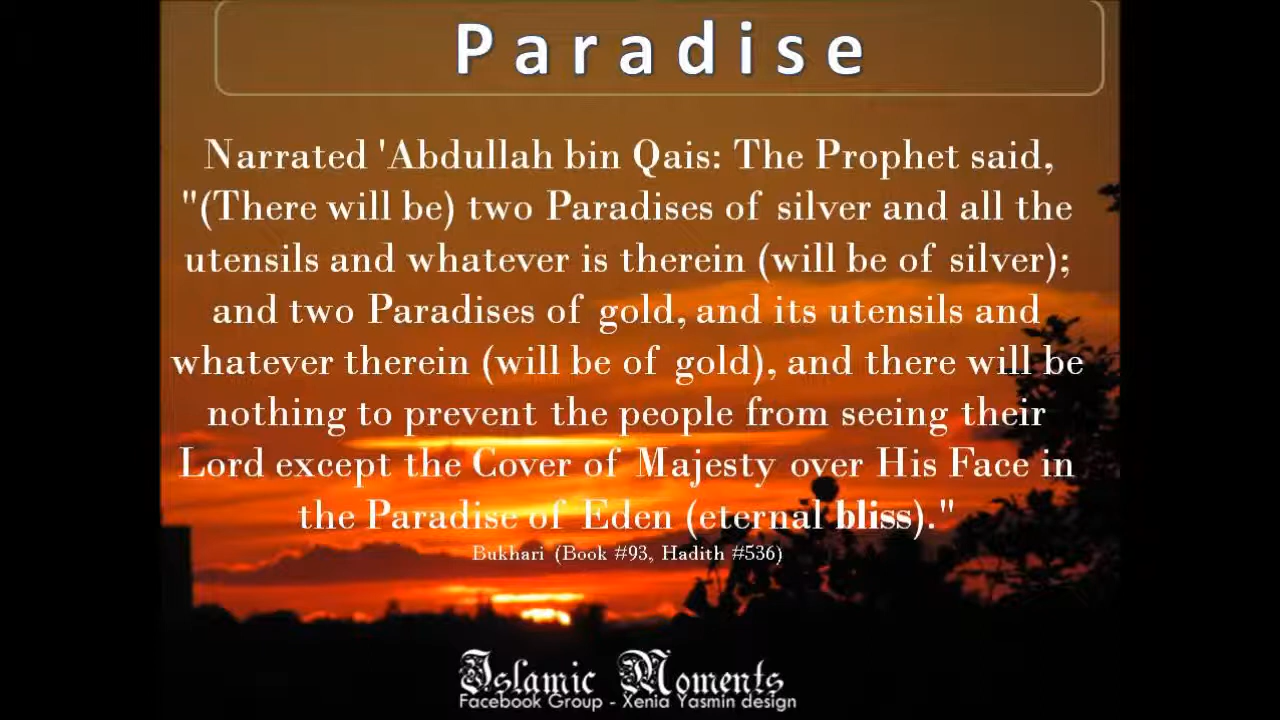 Paradise
Narrated 'Abdullah bin Qais: The Prophet said,
"(There will be) two Paradises of silver and all the
utensils and whatever is therein (will be of silver);
and two Paradises of gold, and its utensils and
whatever therein (will be of gold), and there will be
nothing to prevent the people from seeing their
Lord except the Cover of Majesty over His Face in
the Paradise of Eden (eternal bliss)."
Bukhari (Book #93, Hadith #536)
Islamic Moments
Facebook Group - Xenia Yasmin design